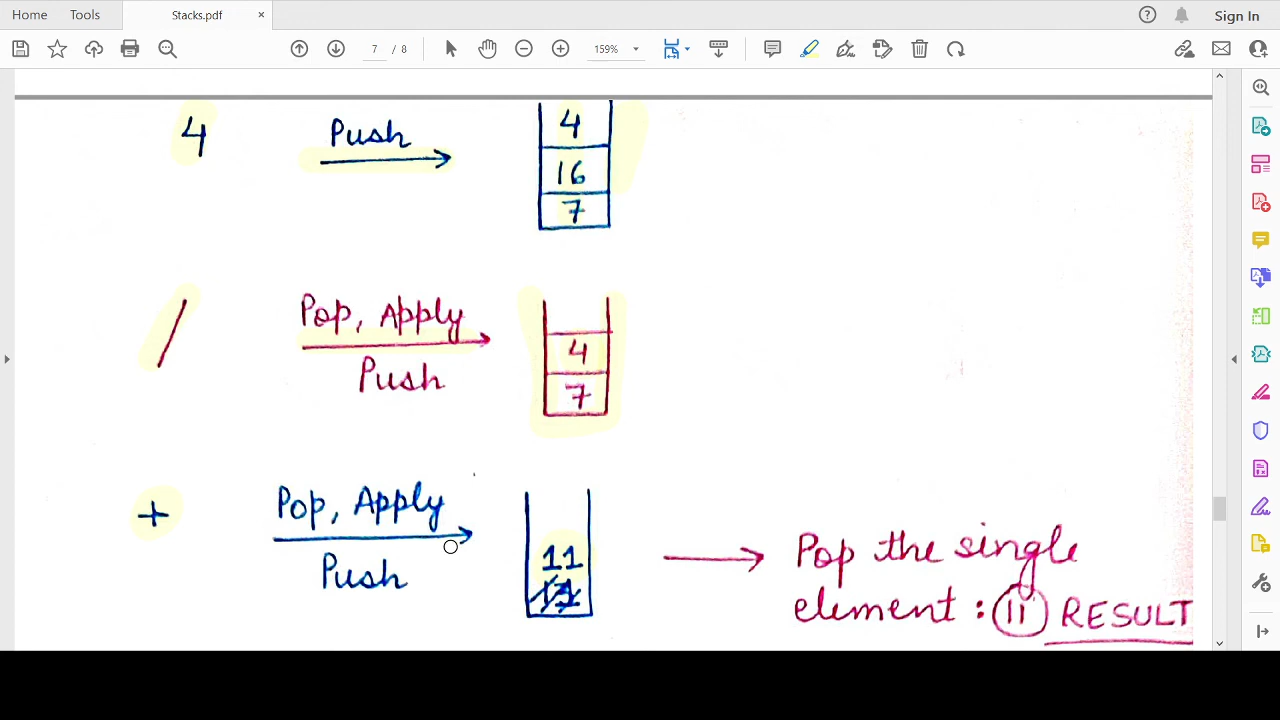 Home Tools Stacks.pdf × Sign In
7 / 8 159%
4 Push 4
16
7
/ Pop, Apply
Push 4
7
+ Pop, Apply
Push 11
Pop the single
element : 11 RESULT